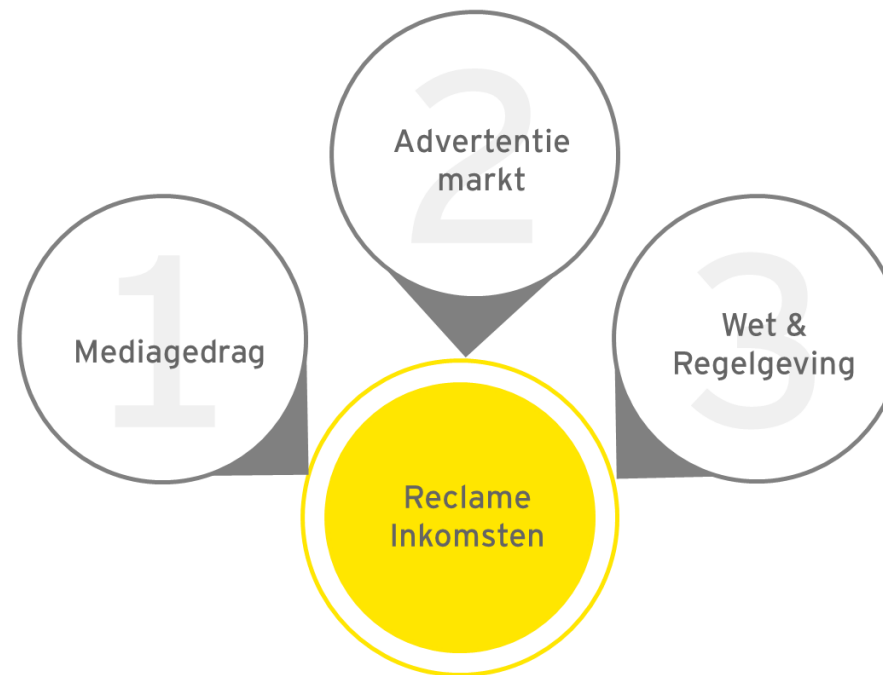 1
Mediagedrag
2
Advertentie
markt
3
Wet &
Regelgeving
Reclame
Inkomsten